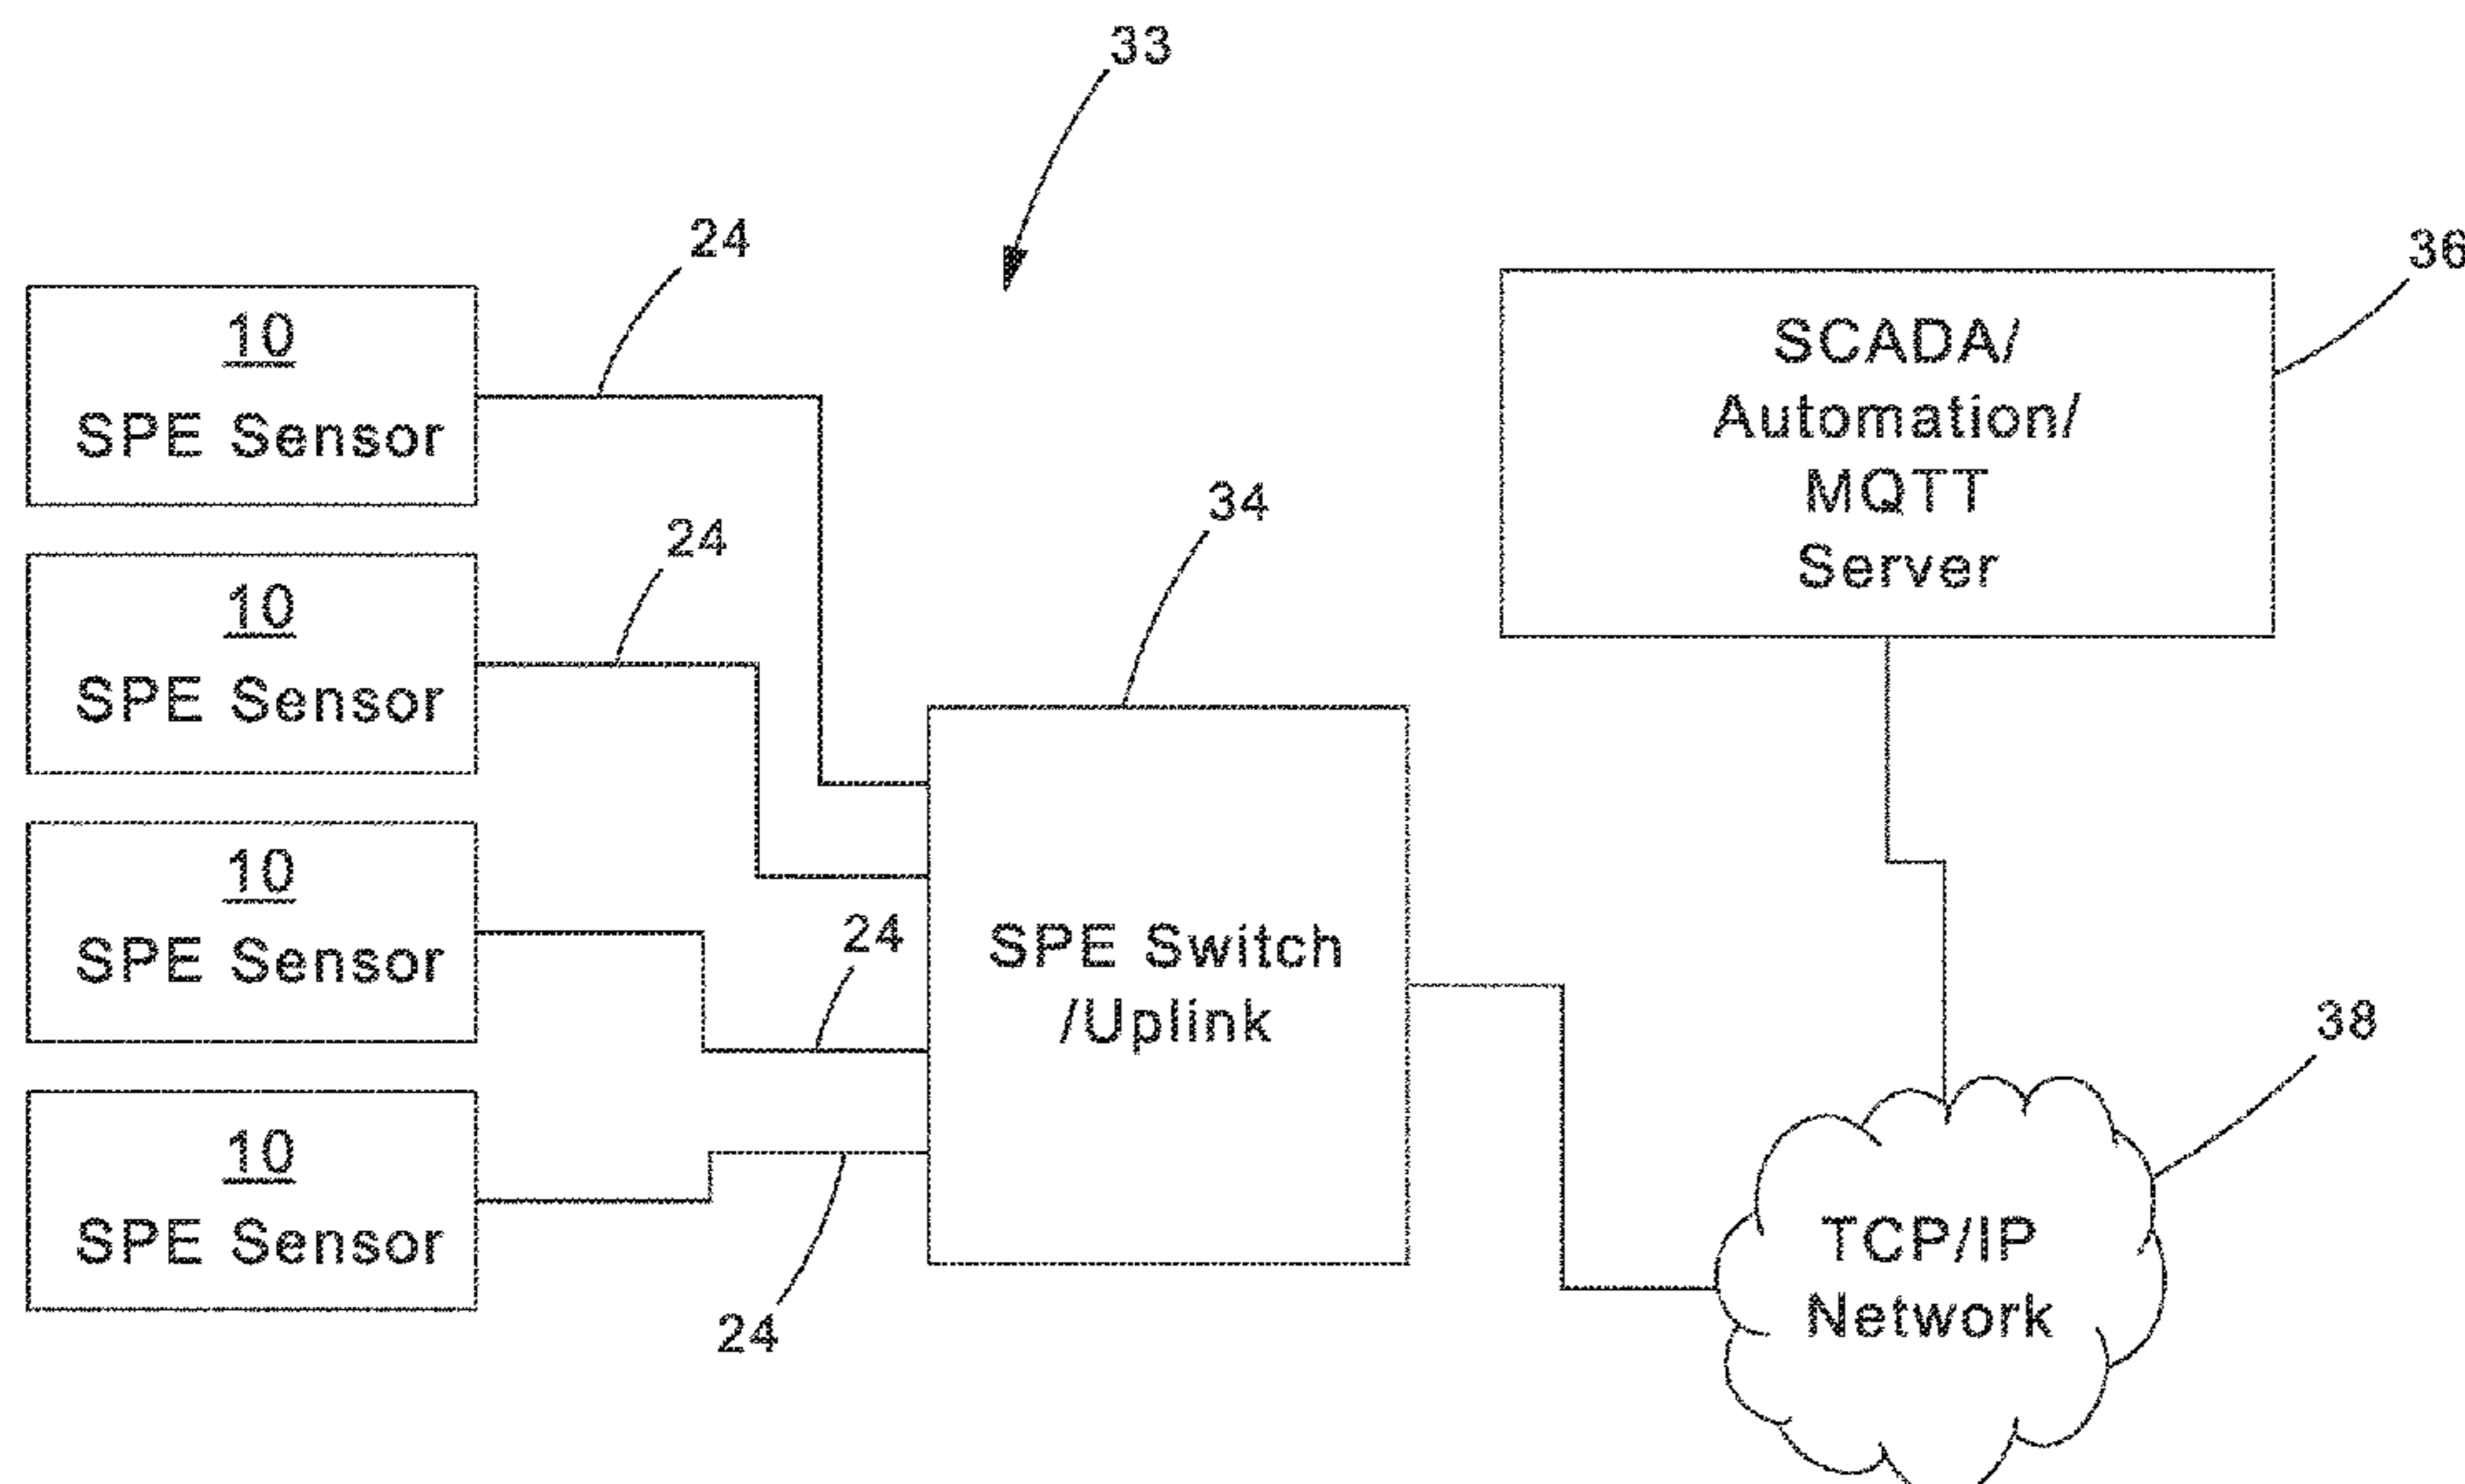 33
24
36
10
SPE Sensor
SCADA/
Automation/
MQTT
Server
24
34
10
SPE Sensor
10
SPE Sensor
24
SPE Switch
/Uplink
38
10
SPE Sensor
24
TCP/IP
Network